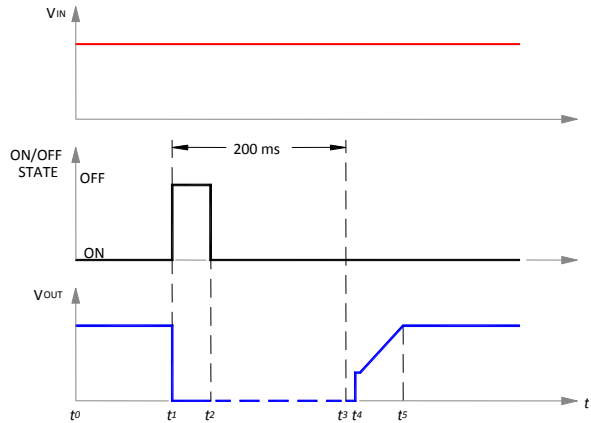 VIN
200 ms
ON/OFF
STATE
OFF
ON
VOUT
t0 t1 t2 t3 t4 t5 t